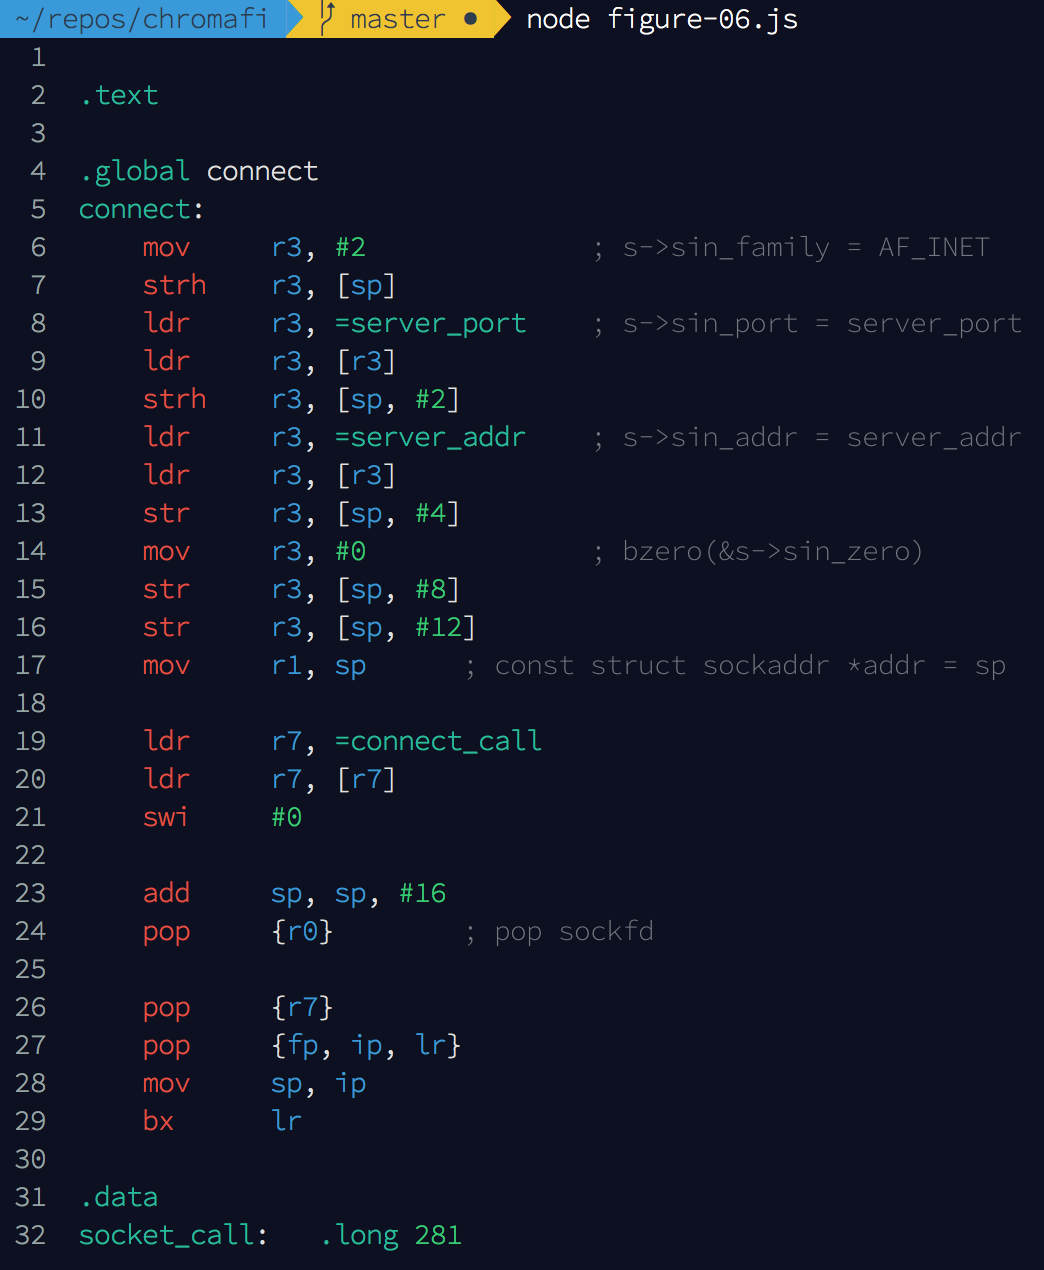 ~/repos/chromafi master ● node figure-06.js
1
2 .text
3
4 .global connect
5 connect:
6     mov     r3, #2              ; s->sin_family = AF_INET
7     strh    r3, [sp]
8     ldr     r3, =server_port    ; s->sin_port = server_port
9     ldr     r3, [r3]
10     strh    r3, [sp, #2]
11     ldr     r3, =server_addr    ; s->sin_addr = server_addr
12     ldr     r3, [r3]
13     str     r3, [sp, #4]
14     mov     r3, #0              ; bzero(&s->sin_zero)
15     str     r3, [sp, #8]
16     str     r3, [sp, #12]
17     mov     r1, sp      ; const struct sockaddr *addr = sp
18
19     ldr     r7, =connect_call
20     ldr     r7, [r7]
21     swi     #0
22
23     add     sp, sp, #16
24     pop     {r0}        ; pop sockfd
25
26     pop     {r7}
27     pop     {fp, ip, lr}
28     mov     sp, ip
29     bx      lr
30
31 .data
32 socket_call:   .long 281